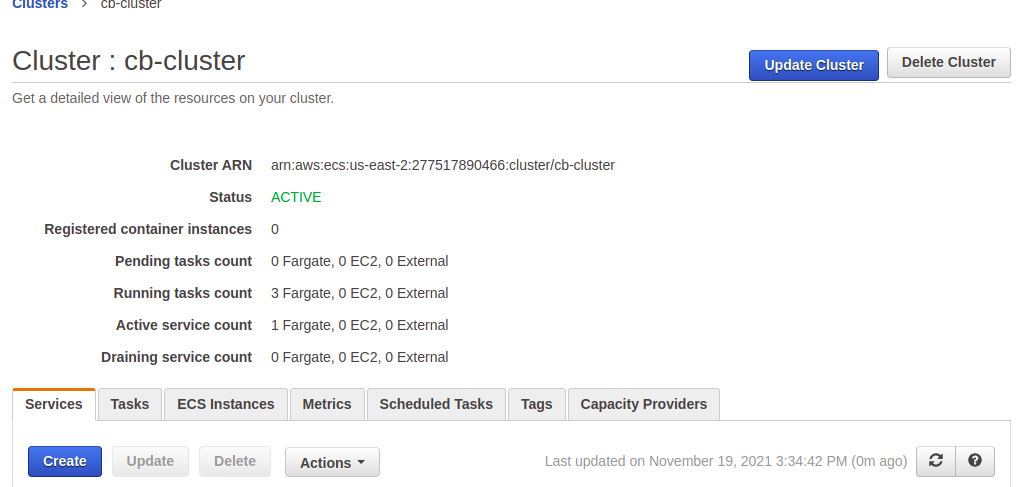 Clusters > cb-cluster
Cluster : cb-cluster
Update Cluster
Delete Cluster
Get a detailed view of the resources on your cluster.
Cluster ARN arn:aws:ecs:us-east-2:277517890466:cluster/cb-cluster
Status ACTIVE
Registered container instances 0
Pending tasks count 0 Fargate, 0 EC2, 0 External
Running tasks count 3 Fargate, 0 EC2, 0 External
Active service count 1 Fargate, 0 EC2, 0 External
Draining service count 0 Fargate, 0 EC2, 0 External
Services Tasks ECS Instances Metrics Scheduled Tasks Tags Capacity Providers
Create Update Delete Actions Last updated on November 19, 2021 3:34:42 PM (0m ago)